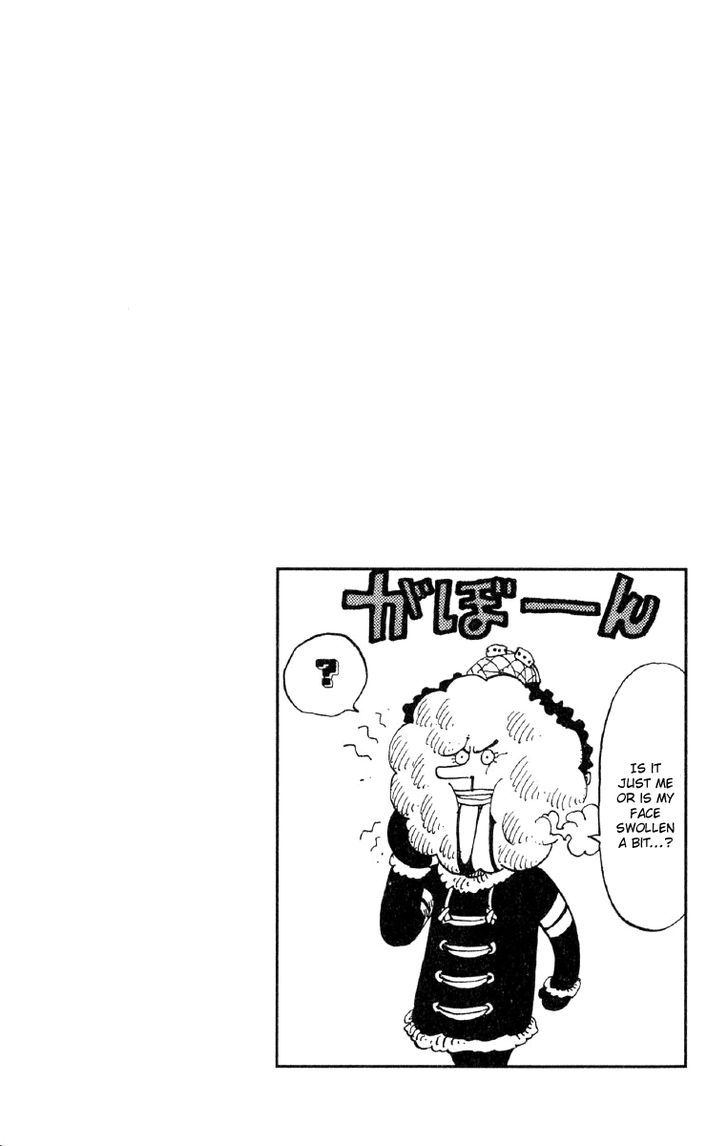 がぼーん
IS IT
JUST ME
OR IS MY
FACE
SWOLLEN
A BIT...?
?